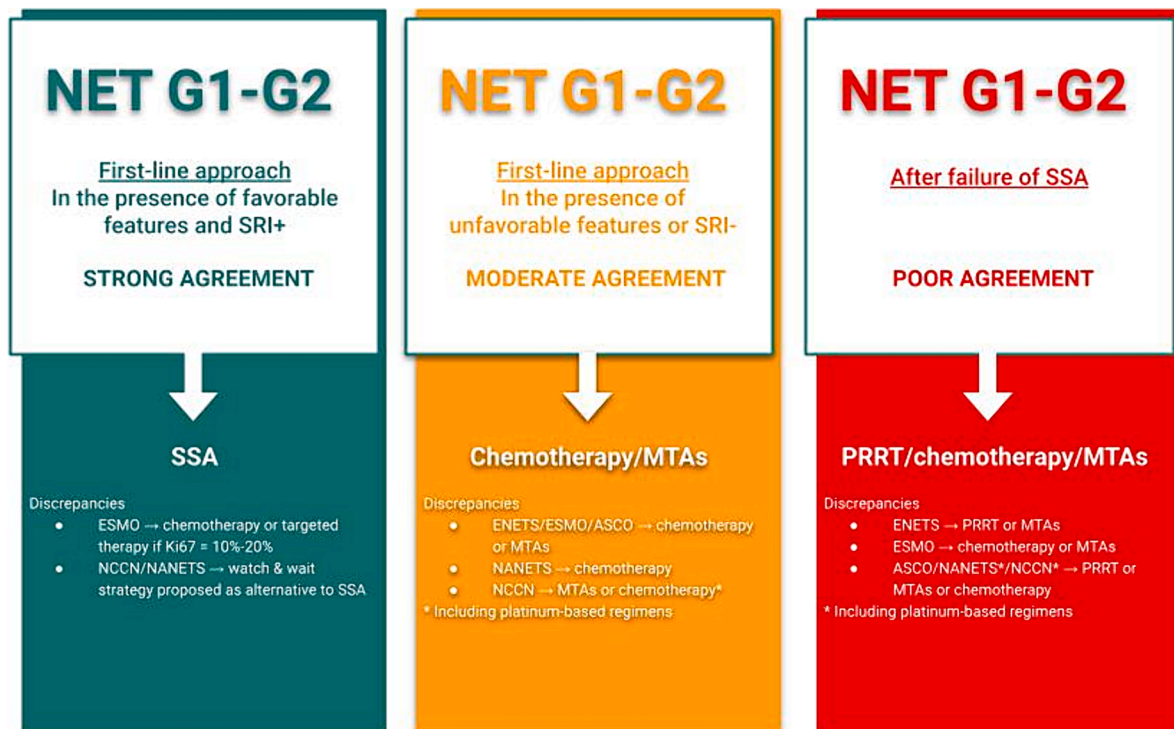 NET G1-G2
First-line approach
In the presence of favorable
features and SRI+
STRONG AGREEMENT
SSA
Discrepancies
● ESMO → chemotherapy or targeted
therapy if Ki67 = 10%-20%
● NCCN/NANETS → watch & wait
strategy proposed as alternative to SSA
NET G1-G2
First-line approach
In the presence of
unfavorable features or SRI-
MODERATE AGREEMENT
Chemotherapy/MTAs
Discrepancies
● ENETS/ESMO/ASCO → chemotherapy
or MTAs
● NANETS → chemotherapy
● NCCN → MTAs or chemotherapy*
* Including platinum-based regimens
NET G1-G2
After failure of SSA
POOR AGREEMENT
PRRT/chemotherapy/MTAs
Discrepancies
● ENETS → PRRT or MTAs
● ESMO → chemotherapy or MTAs
● ASCO/NANETS*/NCCN* → PRRT or
MTAs or chemotherapy
* Including platinum-based regimens